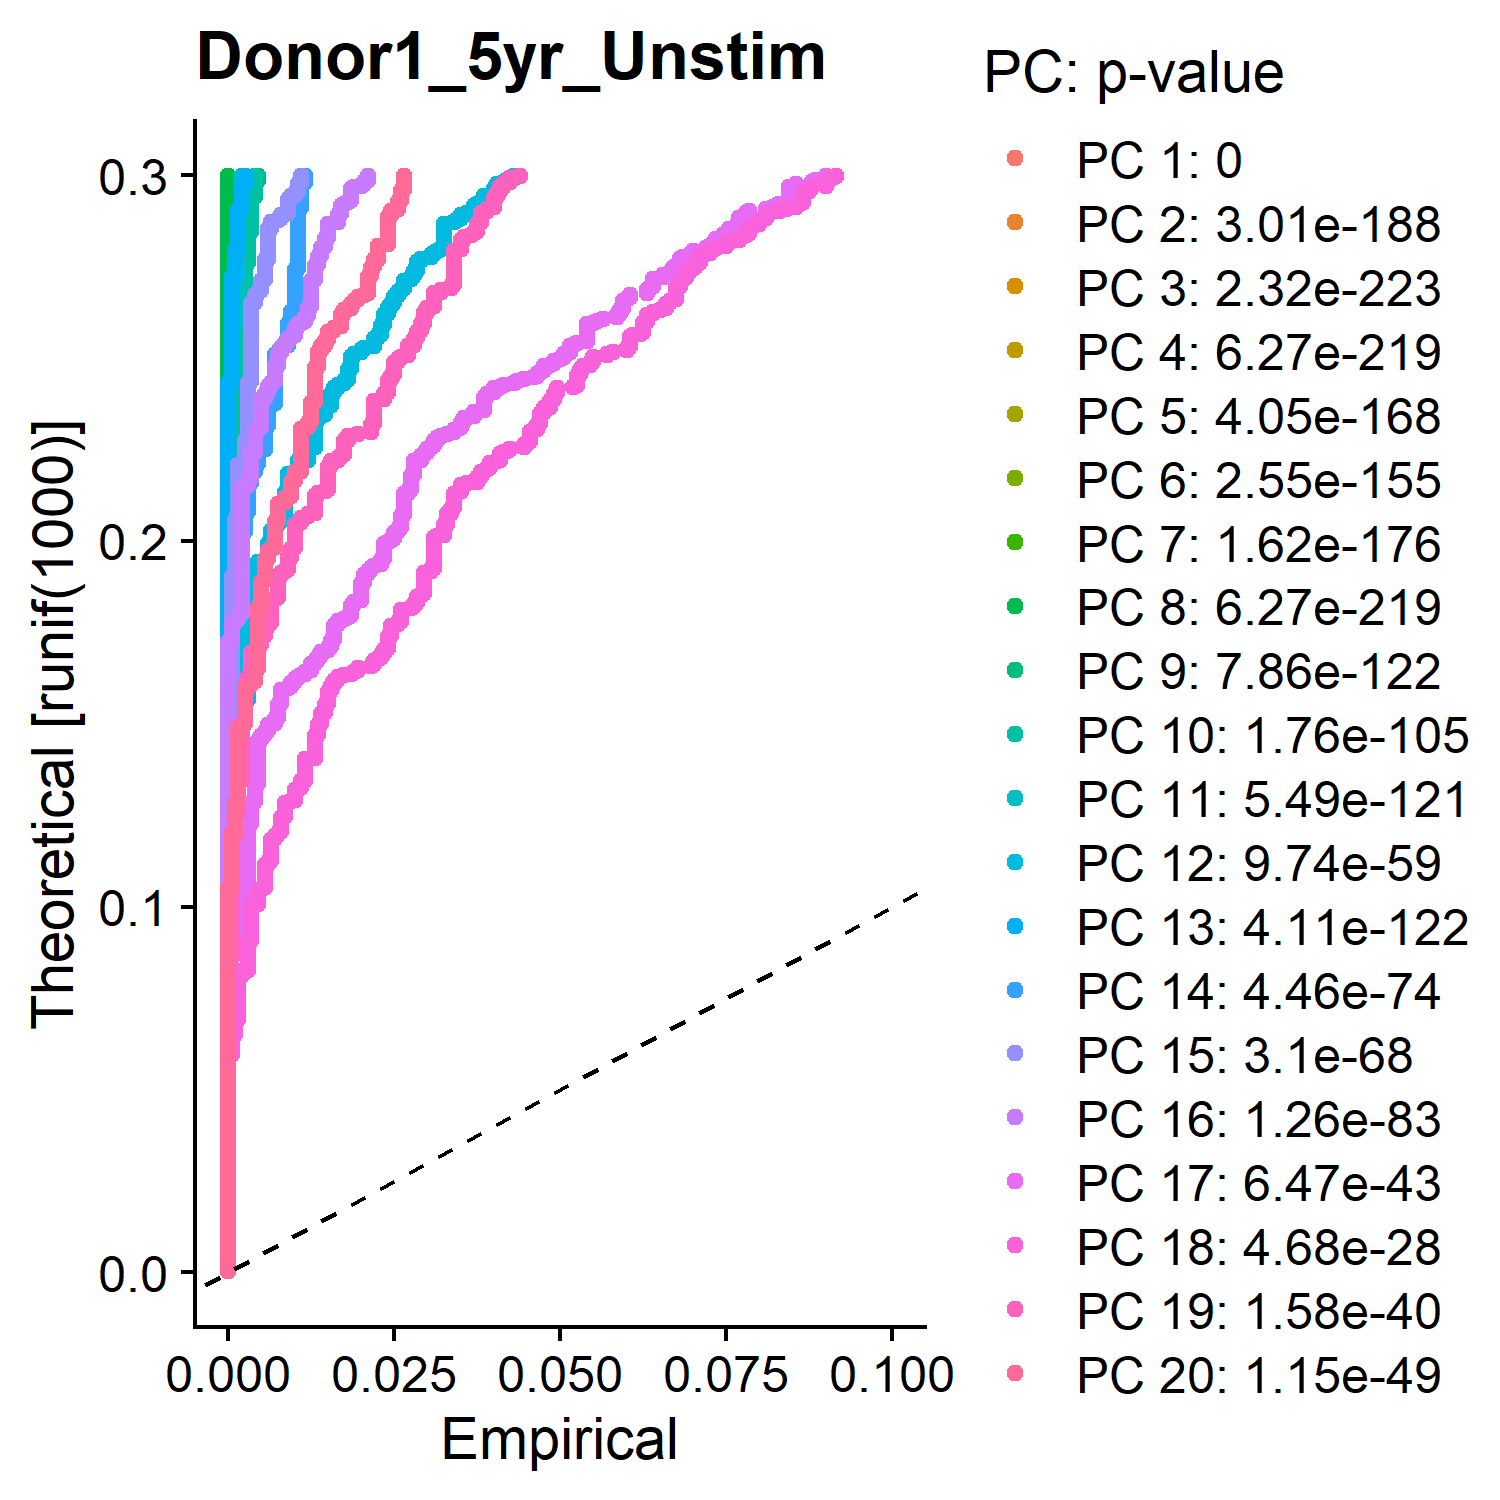 Donor1_5yr_Unstim
PC: p-value
PC 1: 0
PC 2: 3.01e-188
PC 3: 2.32e-223
PC 4: 6.27e-219
PC 5: 4.05e-168
PC 6: 2.55e-155
PC 7: 1.62e-176
PC 8: 6.27e-219
PC 9: 7.86e-122
PC 10: 1.76e-105
PC 11: 5.49e-121
PC 12: 9.74e-59
PC 13: 4.11e-122
PC 14: 4.46e-74
PC 15: 3.1e-68
PC 16: 1.26e-83
PC 17: 6.47e-43
PC 18: 4.68e-28
PC 19: 1.58e-40
PC 20: 1.15e-49
Theoretical [runif(1000)]
0.3
0.2
0.1
0.0
0.000 0.025 0.050 0.075 0.100
Empirical